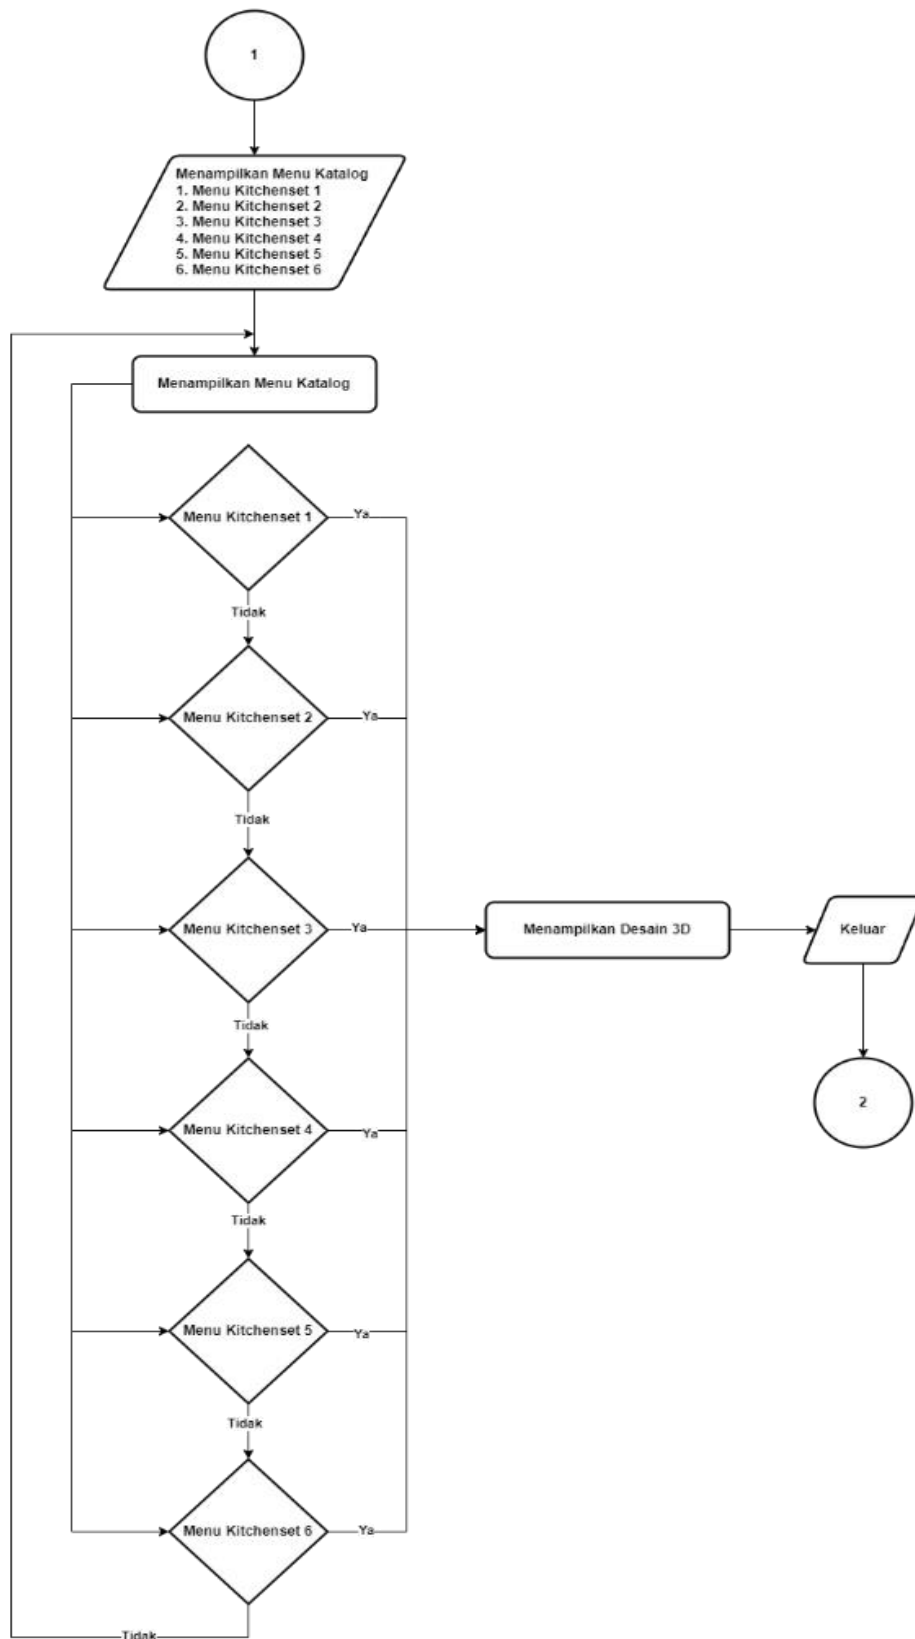 1
Menampilkan Menu Katalog
1. Menu Kitchenset 1
2. Menu Kitchenset 2
3. Menu Kitchenset 3
4. Menu Kitchenset 4
5. Menu Kitchenset 5
6. Menu Kitchenset 6
Menampilkan Menu Katalog
Menu Kitchenset 1
Ya
Tidak
Menu Kitchenset 2
Ya
Tidak
Menu Kitchenset 3
Ya
Menampilkan Desain 3D
Keluar
Tidak
2
Menu Kitchenset 4
Ya
Tidak
Menu Kitchenset 5
Ya
Tidak
Menu Kitchenset 6
Ya
Tidak